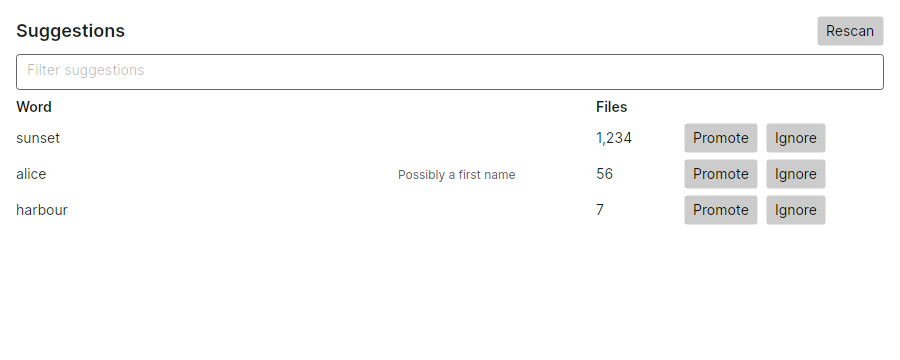 Suggestions Rescan
Filter suggestions
Word Files
sunset 1,234 Promote Ignore
alice Possibly a first name 56 Promote Ignore
harbour 7 Promote Ignore